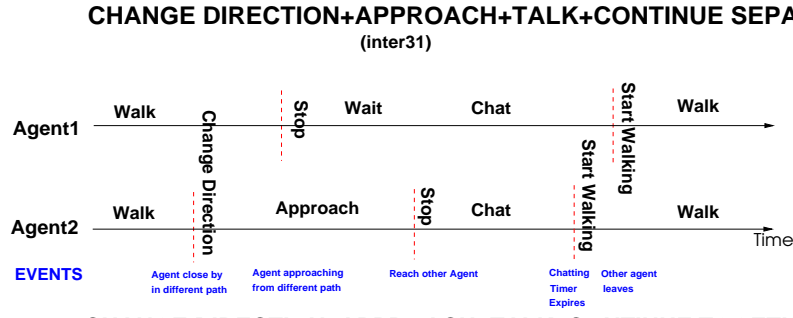 CHANGE DIRECTION+APPROACH+TALK+CONTINUE SEPA
(inter31)
Agent1
Walk
Change Direction
Stop
Wait
Chat
Start Walking
Start Walking
Walk
Agent2
Walk
Approach
Stop
Chat
Walk
Time
EVENTS
Agent close by
in different path
Agent approaching
from different path
Reach other Agent
Chatting
Timer
Expires
Other agent
leaves